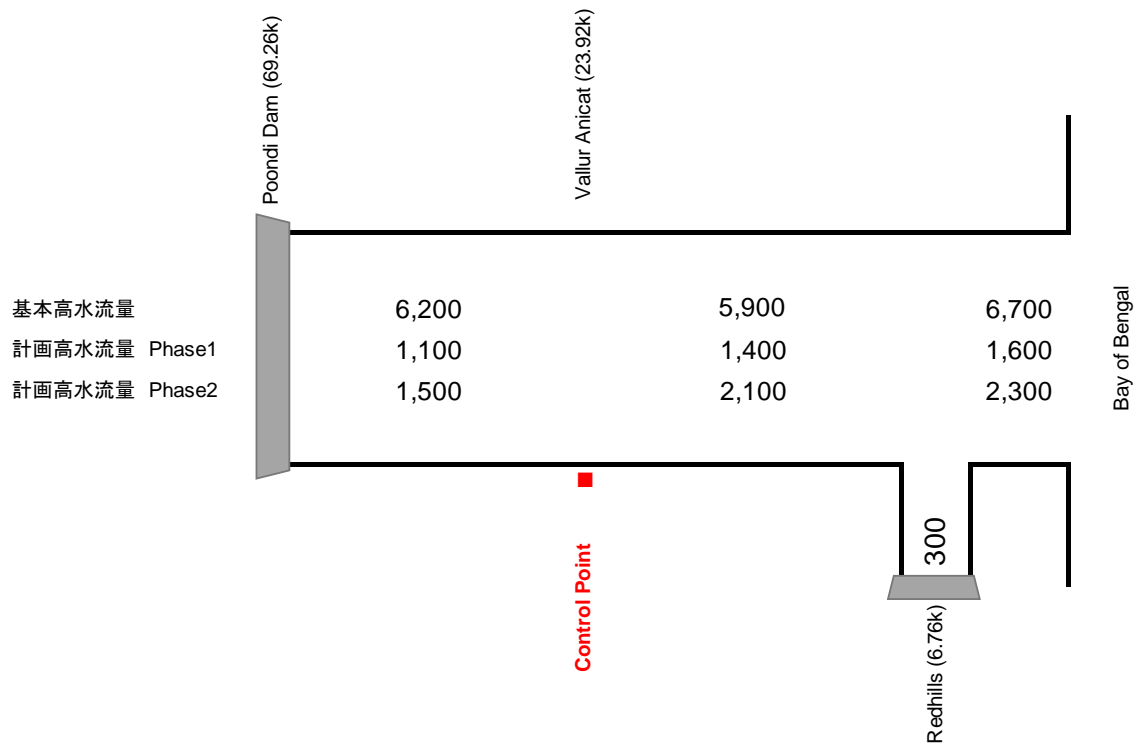 Poondi Dam (69.26k)
Vallur Anicat (23.92k)
基本高水流量 6,200 5,900 6,700
計画高水流量 Phase1 1,100 1,400 1,600
計画高水流量 Phase2 1,500 2,100 2,300
Bay of Bengal
Control Point
300
Redhills (6.76k)